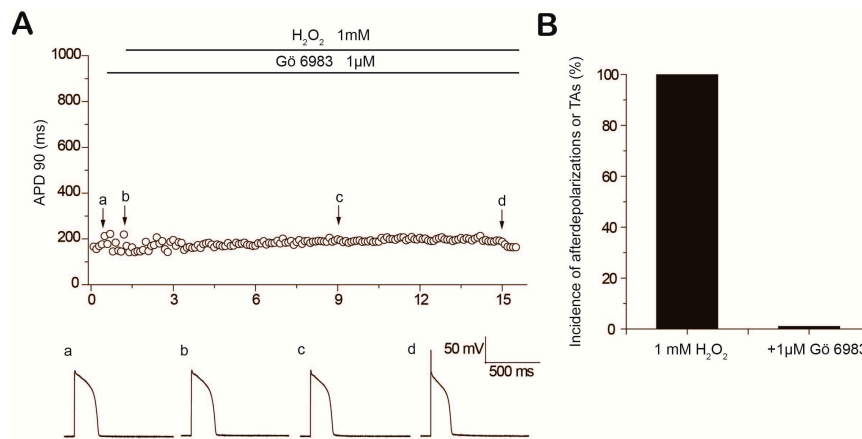 A
H₂O₂ 1mM
Gö 6983 1µM
1000
800
600
400
200
0
APD 90 (ms)
a
b
c
d
0 3 6 9 12 15
a b c d
50 mV
500 ms
B
Incidence of afterdepolarizations or TAs (%)
100
80
60
40
20
0
1 mM H₂O₂ +1µM Gö 6983